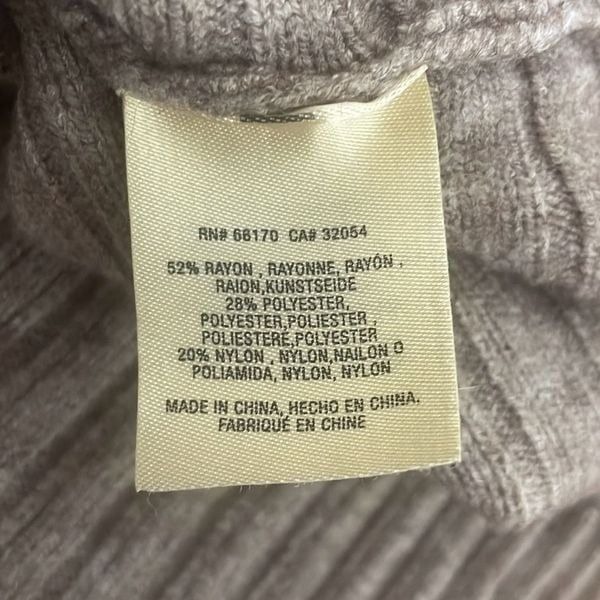 RN# 66170 CA# 32054
52% RAYON , RAYONNE, RAYÓN ,
RAION,KUNSTSEIDE
28% POLYESTER,
POLYESTER,POLIESTER ,
POLIESTERE,POLYESTER
20% NYLON , NYLON,NAILON O
POLIAMIDA, NYLON, NYLON
MADE IN CHINA, HECHO EN CHINA.
FABRIQUÉ EN CHINE